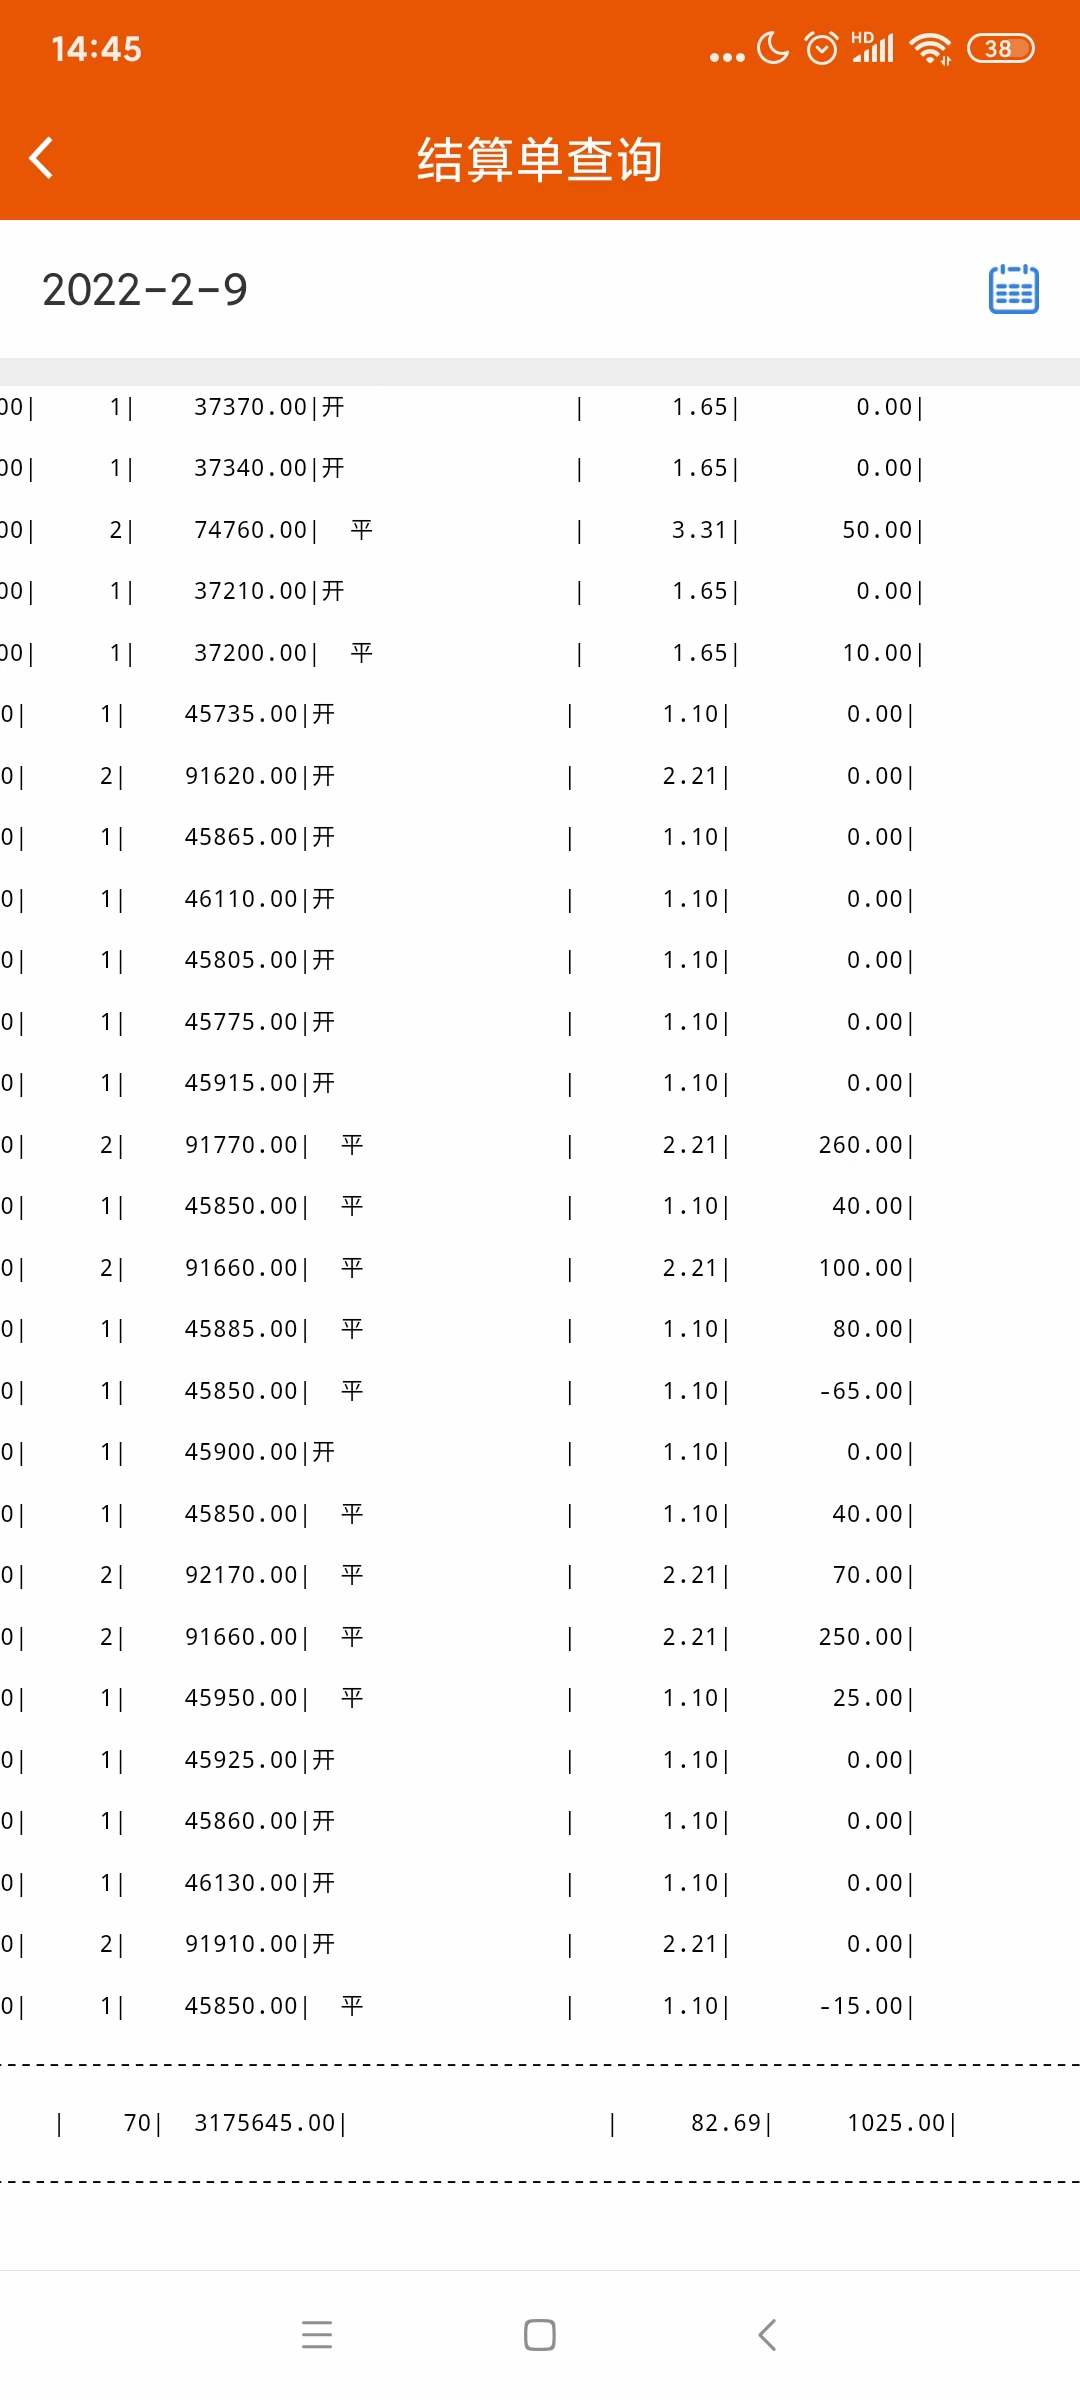 14:45
HD
38
结算单查询
2022-2-9
00| 1| 37370.00|开 | 1.65| 0.00|
00| 1| 37340.00|开 | 1.65| 0.00|
00| 2| 74760.00| 平 | 3.31| 50.00|
00| 1| 37210.00|开 | 1.65| 0.00|
00| 1| 37200.00| 平 | 1.65| 10.00|
0| 1| 45735.00|开 | 1.10| 0.00|
0| 2| 91620.00|开 | 2.21| 0.00|
0| 1| 45865.00|开 | 1.10| 0.00|
0| 1| 46110.00|开 | 1.10| 0.00|
0| 1| 45805.00|开 | 1.10| 0.00|
0| 1| 45775.00|开 | 1.10| 0.00|
0| 1| 45915.00|开 | 1.10| 0.00|
0| 2| 91770.00| 平 | 2.21| 260.00|
0| 1| 45850.00| 平 | 1.10| 40.00|
0| 2| 91660.00| 平 | 2.21| 100.00|
0| 1| 45885.00| 平 | 1.10| 80.00|
0| 1| 45850.00| 平 | 1.10| -65.00|
0| 1| 45900.00|开 | 1.10| 0.00|
0| 1| 45850.00| 平 | 1.10| 40.00|
0| 2| 92170.00| 平 | 2.21| 70.00|
0| 2| 91660.00| 平 | 2.21| 250.00|
0| 1| 45950.00| 平 | 1.10| 25.00|
0| 1| 45925.00|开 | 1.10| 0.00|
0| 1| 45860.00|开 | 1.10| 0.00|
0| 1| 46130.00|开 | 1.10| 0.00|
0| 2| 91910.00|开 | 2.21| 0.00|
0| 1| 45850.00| 平 | 1.10| -15.00|
| 70| 3175645.00| | 82.69| 1025.00|